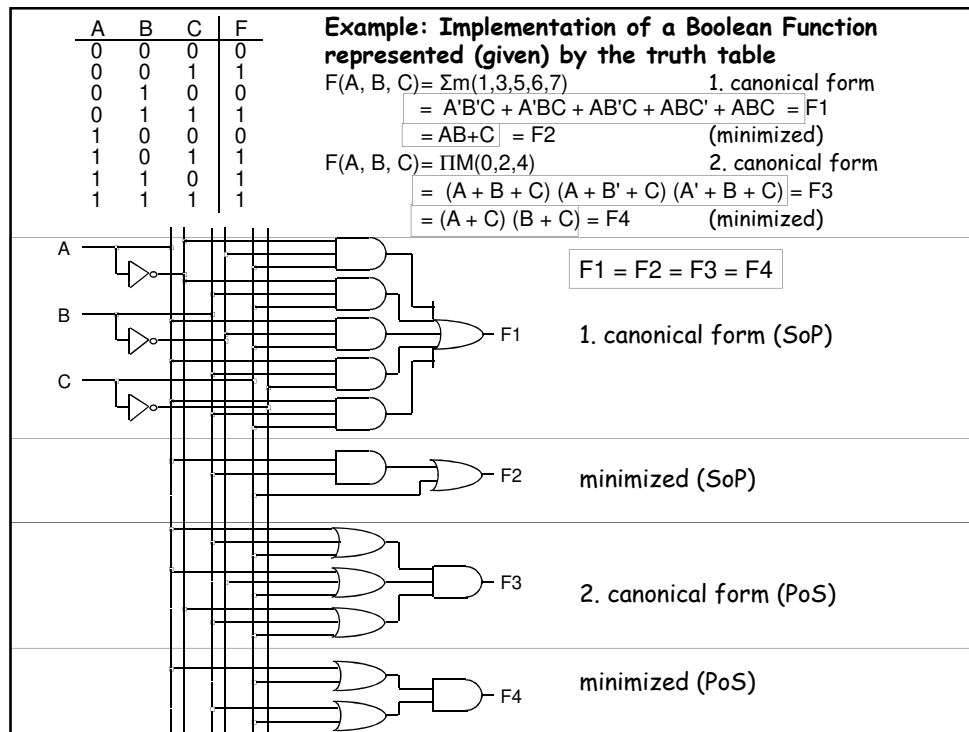 A B C F
0 0 0 0
0 0 1 1
0 1 0 0
0 1 1 1
1 0 0 0
1 0 1 1
1 1 0 1
1 1 1 1
Example: Implementation of a Boolean Function
represented (given) by the truth table
F(A, B, C)= Σm(1,3,5,6,7) 1. canonical form
= A'B'C + A'BC + AB'C + ABC' + ABC = F1
= AB+C = F2 (minimized)
F(A, B, C)= ΠM(0,2,4) 2. canonical form
= (A + B + C) (A + B' + C) (A' + B + C) = F3
= (A + C) (B + C) = F4 (minimized)
A
F1 = F2 = F3 = F4
B
F1 1. canonical form (SoP)
C
F2 minimized (SoP)
F3 2. canonical form (PoS)
F4 minimized (PoS)